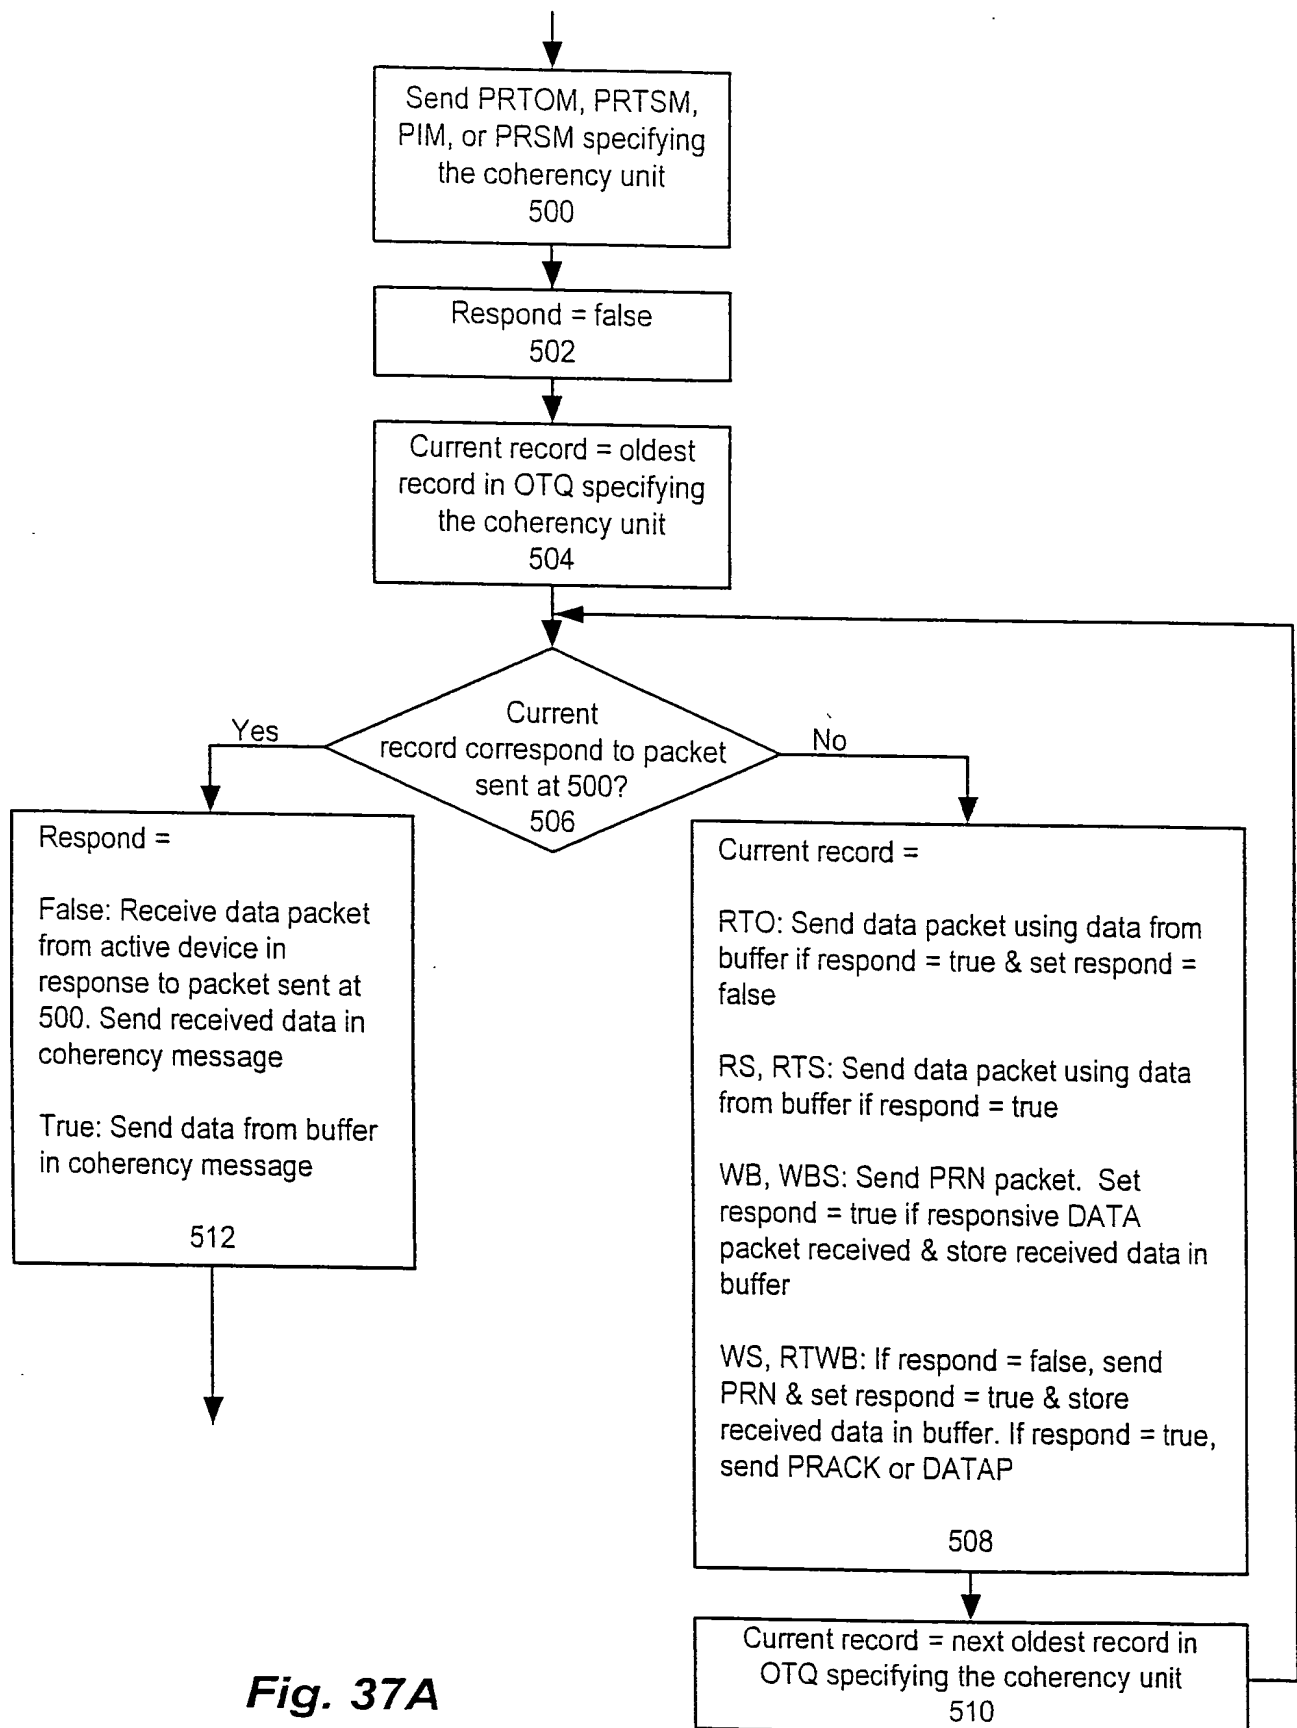 Send PRTOM, PRTSM,
PIM, or PRSM specifying
the coherency unit
500
Respond = false
502
Current record = oldest
record in OTQ specifying
the coherency unit
504
Current
record correspond to packet
sent at 500?
506
Yes
No
Respond =
False: Receive data packet
from active device in
response to packet sent at
500. Send received data in
coherency message
True: Send data from buffer
in coherency message
512
Current record =
RTO: Send data packet using data from
buffer if respond = true & set respond =
false
RS, RTS: Send data packet using data
from buffer if respond = true
WB, WBS: Send PRN packet. Set
respond = true if responsive DATA
packet received & store received data in
buffer
WS, RTWB: If respond = false, send
PRN & set respond = true & store
received data in buffer. If respond = true,
send PRACK or DATAP
508
Current record = next oldest record in
OTQ specifying the coherency unit
510
Fig. 37A